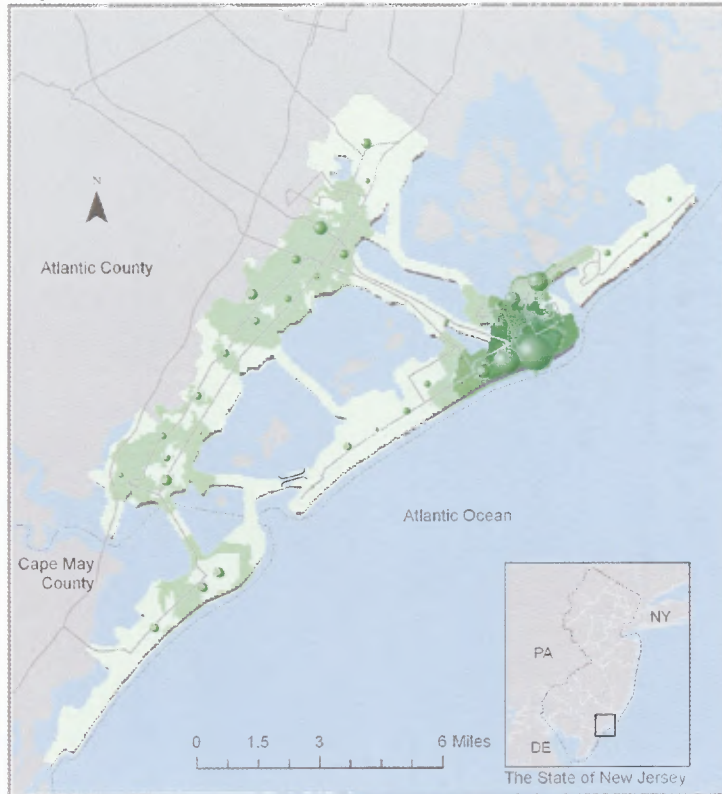 N
Atlantic County
Atlantic Ocean
Cape May
County
NY
PA
DE
0 1.5 3 6 Miles
The State of New Jersey